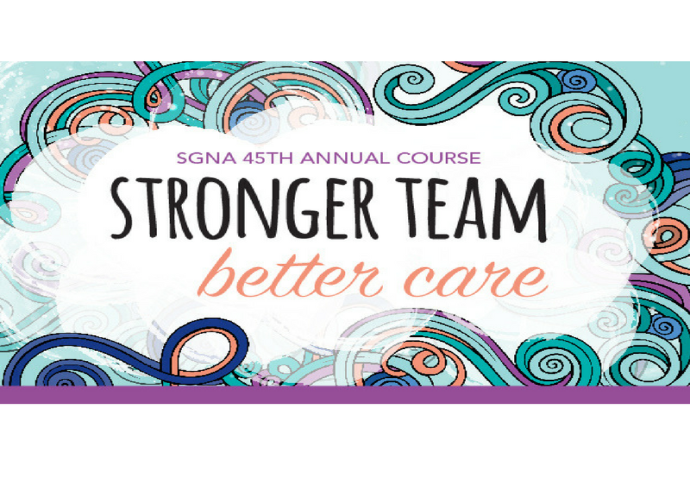 SGNA 45TH ANNUAL COURSE
STRONGER TEAM
better care